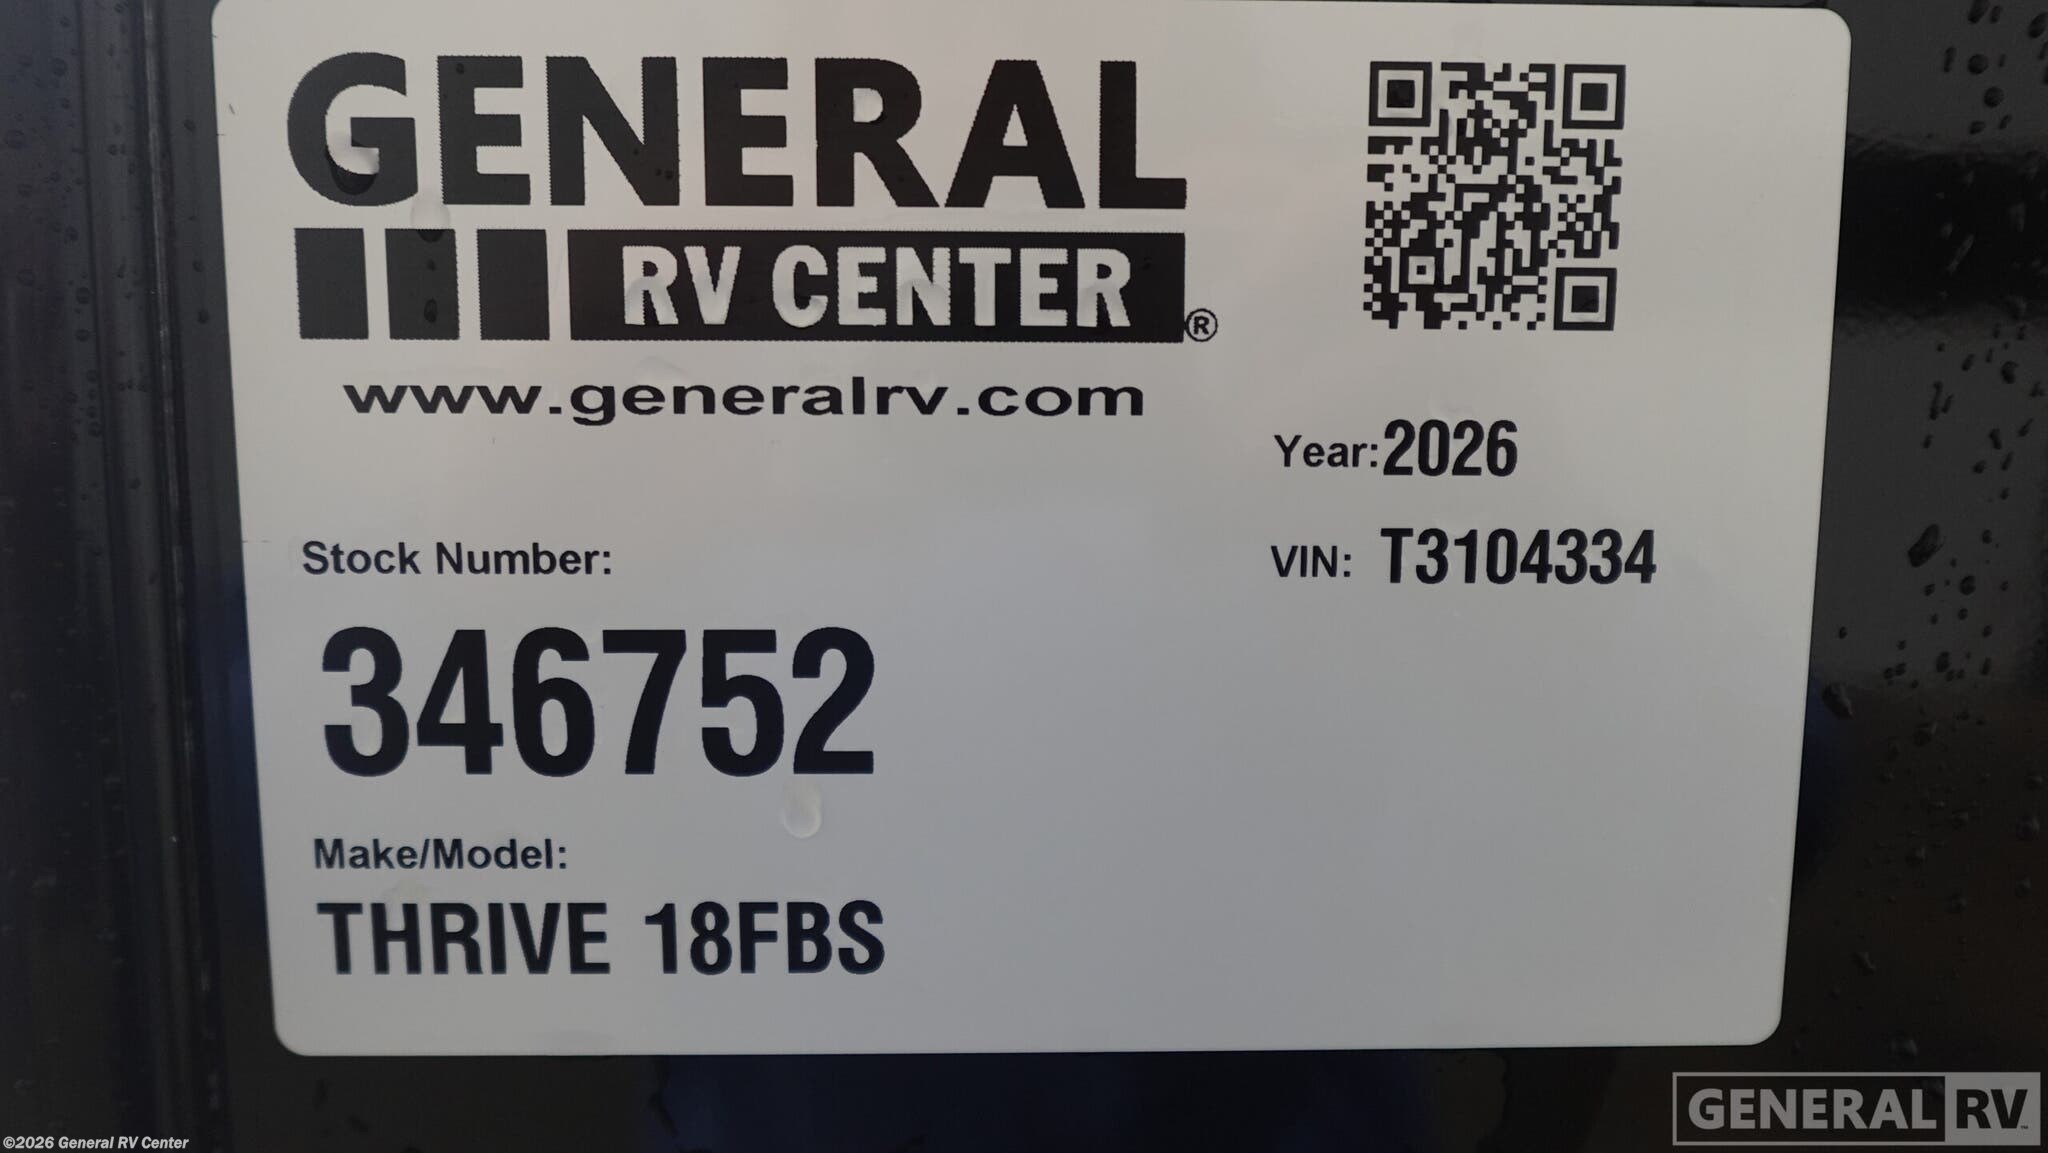 GENERAL
RV CENTER®
www.generalrv.com
Year: 2026
VIN: T3104334
Stock Number:
346752
Make/Model:
THRIVE 18FBS
GENERAL RV™
©2026 General RV Center